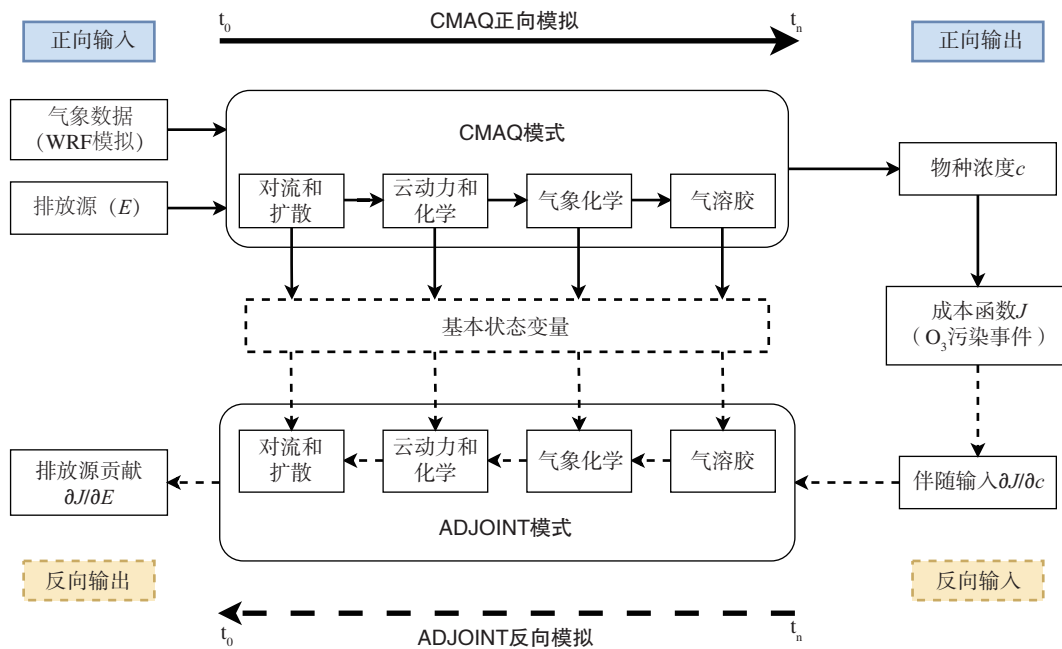 t0
CMAQ正向模拟
tn
正向输入
正向输出
气象数据
（WRF模拟）
排放源（E）
CMAQ模式
对流和
扩散
云动力和
化学
气象化学
气溶胶
物种浓度c
基本状态变量
成本函数J
（O3污染事件）
对流和
扩散
云动力和
化学
气象化学
气溶胶
ADJOINT模式
排放源贡献
∂J/∂E
伴随输入∂J/∂c
反向输出
反向输入
t0
ADJOINT反向模拟
tn